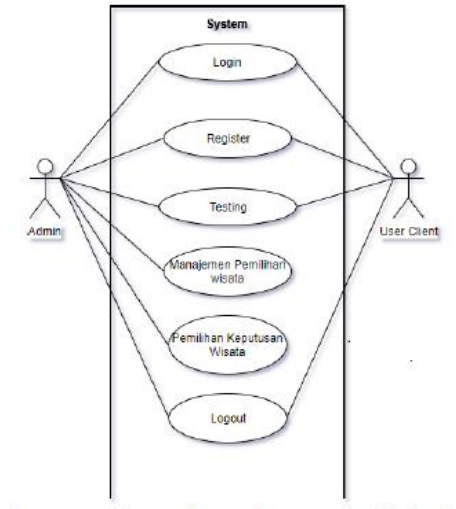 System
Login
Register
Testing
Admin
User Client
Manajemen Pemilihan
wisata
Pemilihan Keputusan
Wisata
Logout